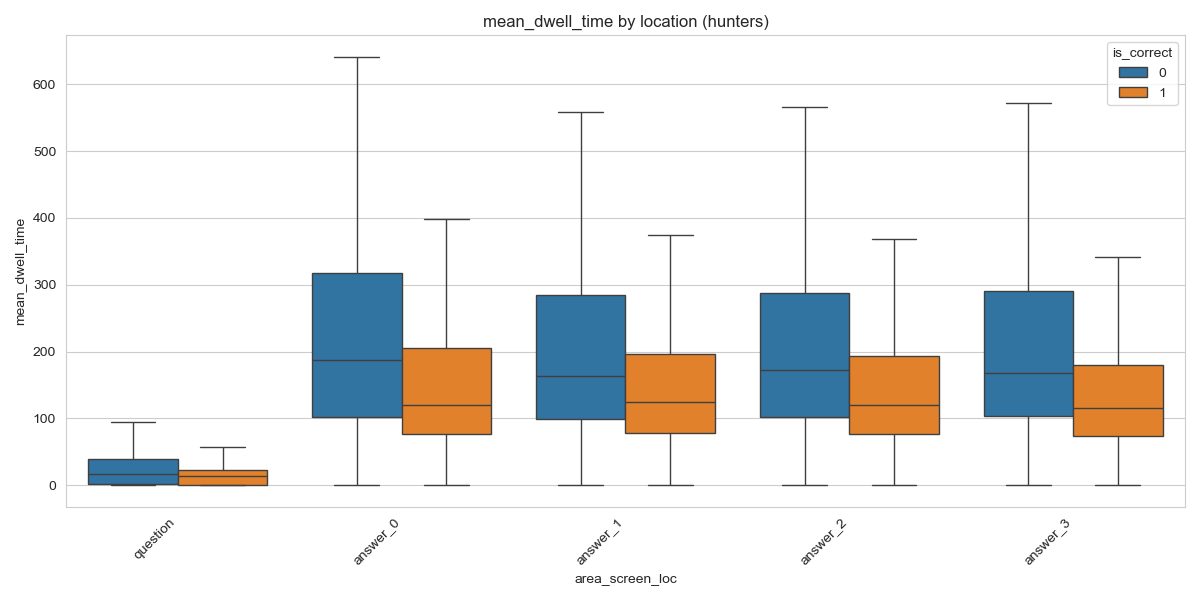 mean_dwell_time by location (hunters)
is_correct
0
1
mean_dwell_time
600
500
400
300
200
100
0
question
answer_0
answer_1
answer_2
answer_3
area_screen_loc